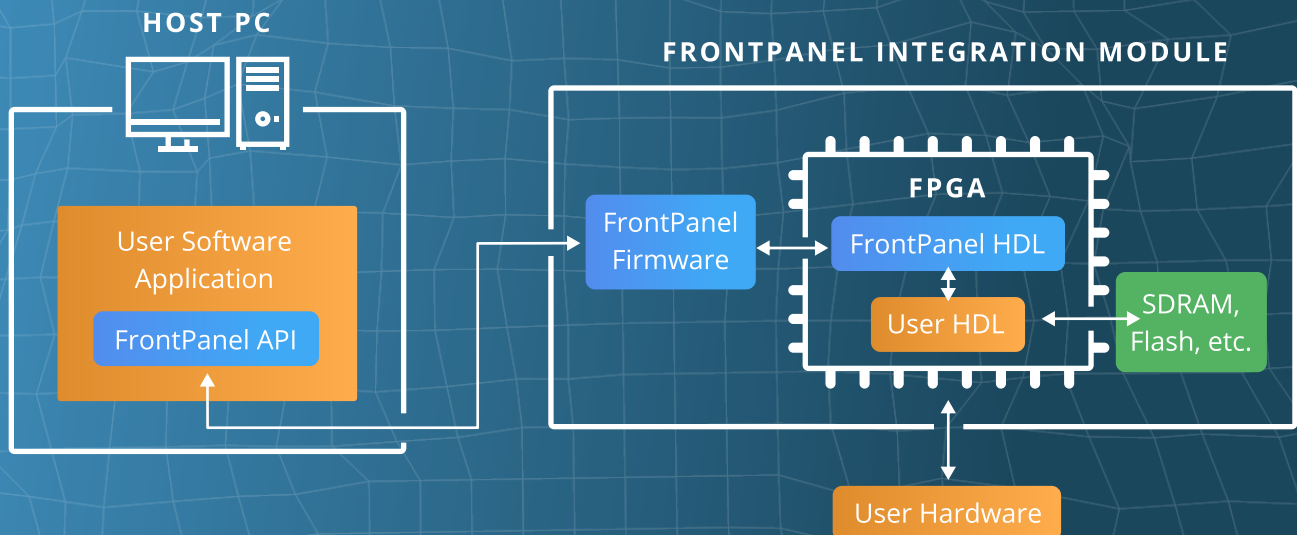 HOST PC
FRONTPANEL INTEGRATION MODULE
User Software
Application
FrontPanel API
FrontPanel
Firmware
FPGA
FrontPanel HDL
User HDL
SDRAM,
Flash, etc.
User Hardware